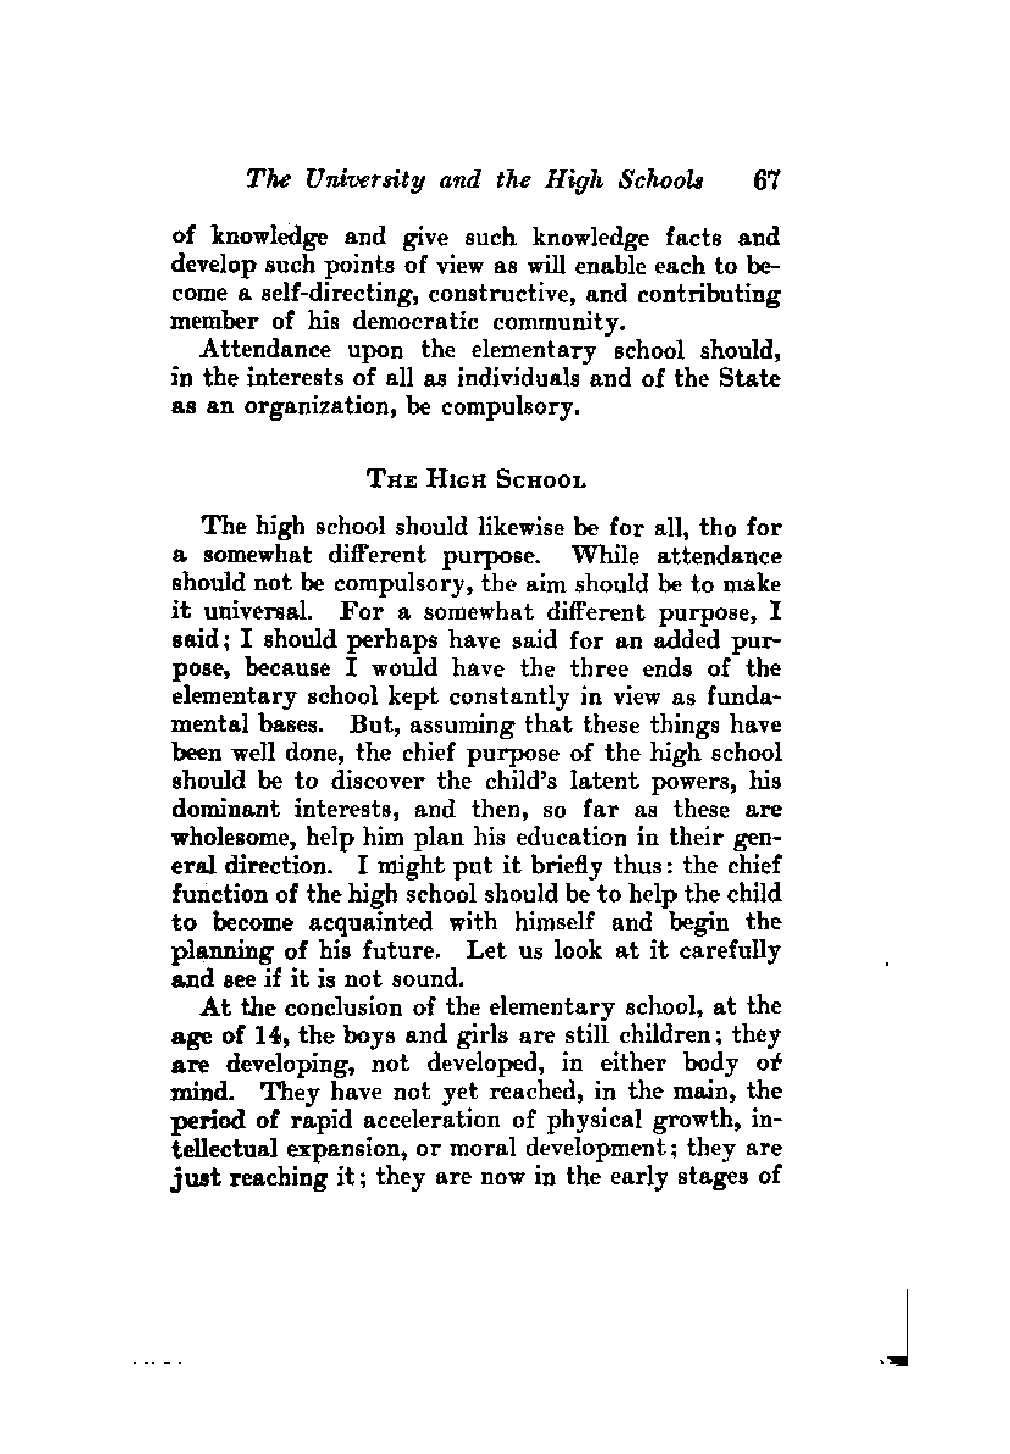 The University and the High Schools 67
of knowledge and give such knowledge facts and
develop such points of view as will enable each to be-
come a self-directing, constructive, and contributing
member of his democratic community.
Attendance upon the elementary school should,
in the interests of all as individuals and of the State
as an organization, be compulsory.
THE HIGH SCHOOL
The high school should likewise be for all, tho for
a somewhat different purpose. While attendance
should not be compulsory, the aim should be to make
it universal. For a somewhat different purpose, I
said; I should perhaps have said for an added pur-
pose, because I would have the three ends of the
elementary school kept constantly in view as funda-
mental bases. But, assuming that these things have
been well done, the chief purpose of the high school
should be to discover the child's latent powers, his
dominant interests, and then, so far as these are
wholesome, help him plan his education in their gen-
eral direction. I might put it briefly thus: the chief
function of the high school should be to help the child
to become acquainted with himself and begin the
planning of his future. Let us look at it carefully
and see if it is not sound.
At the conclusion of the elementary school, at the
age of 14, the boys and girls are still children; they
are developing, not developed, in either body or
mind. They have not yet reached, in the main, the
period of rapid acceleration of physical growth, in-
tellectual expansion, or moral development; they are
just reaching it; they are now in the early stages of